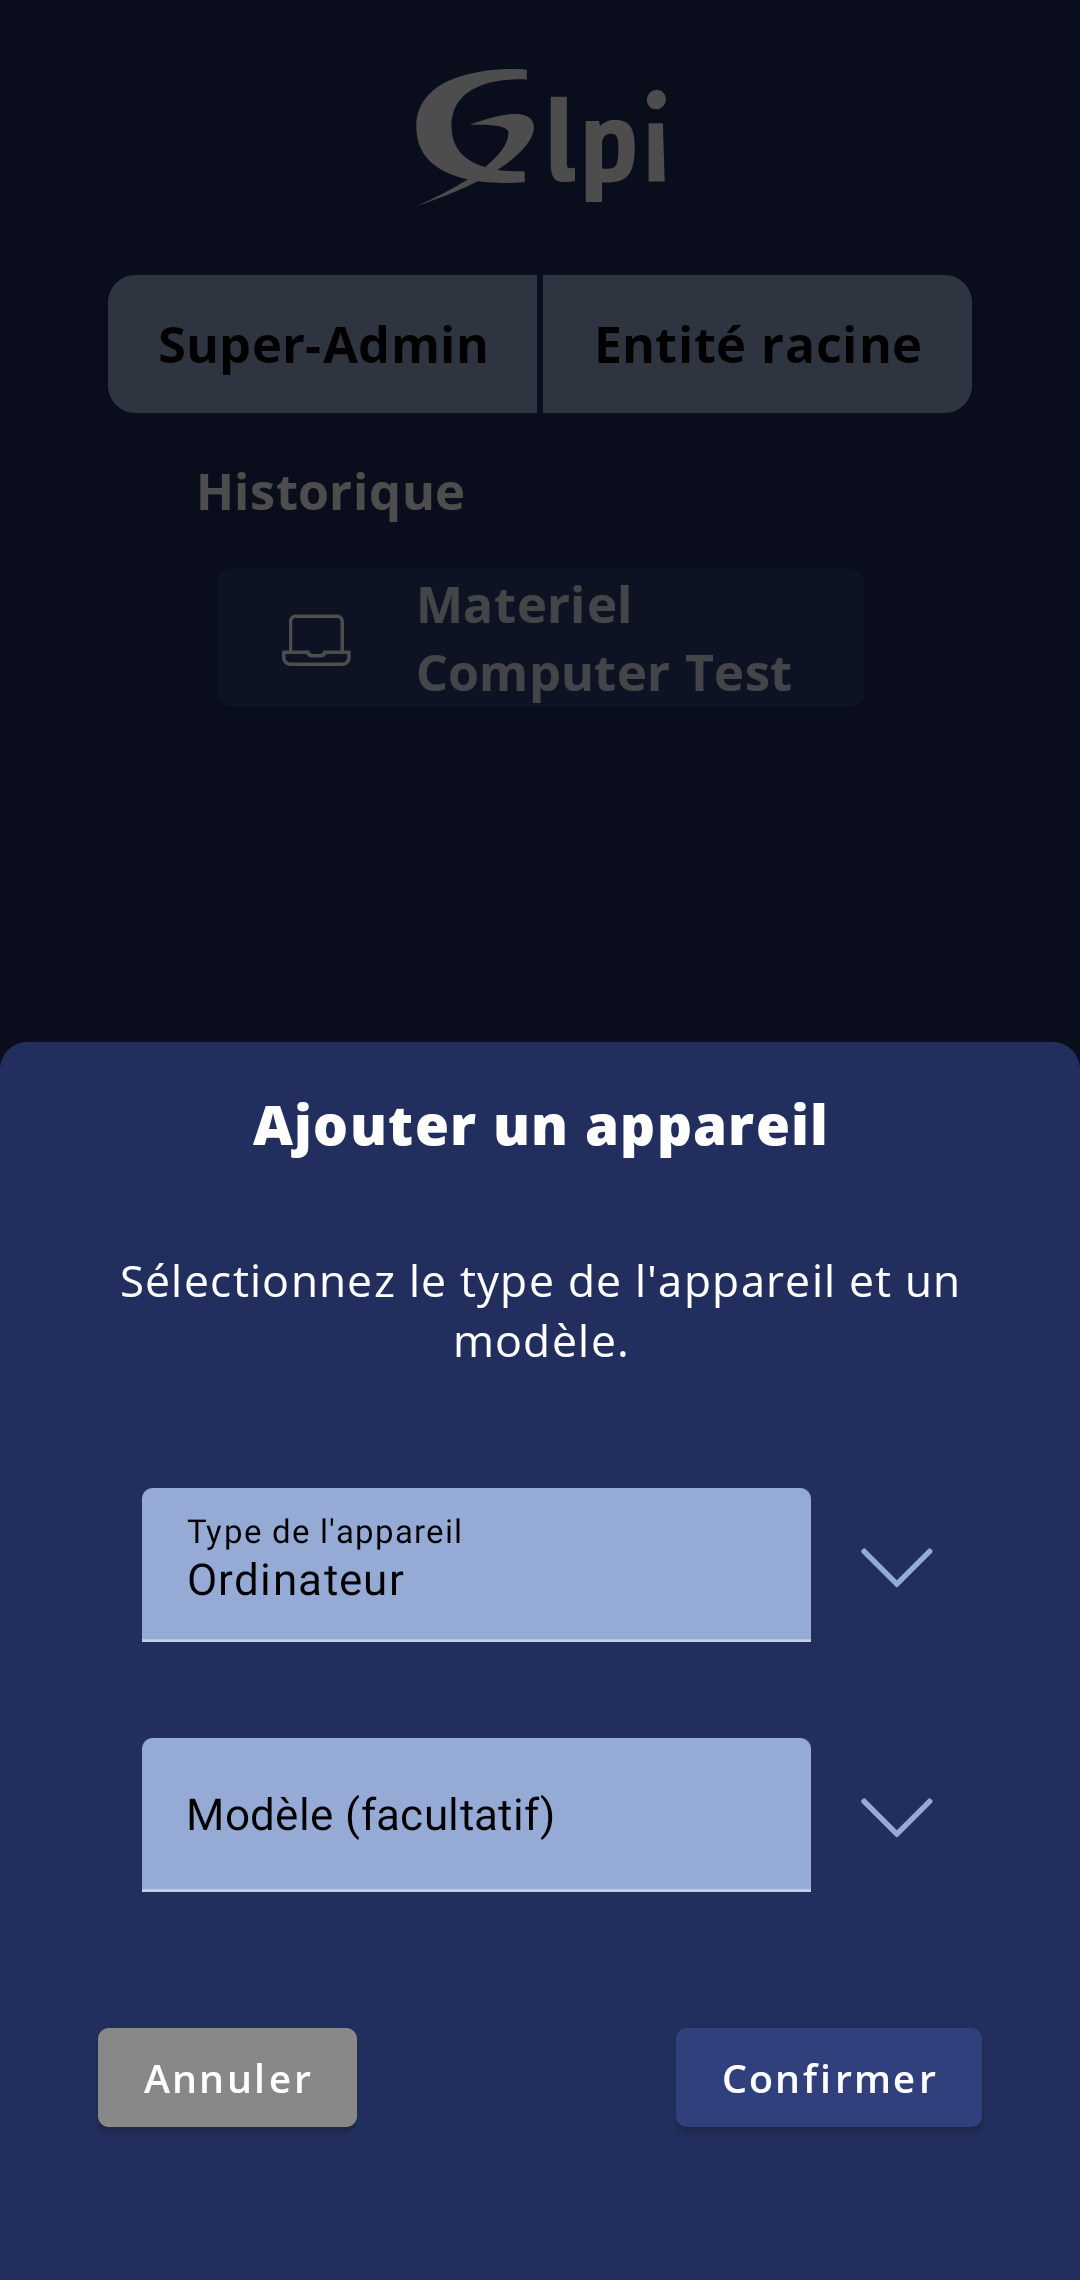 Glpi
Super-Admin
Entité racine
Historique
Materiel
Computer Test
Ajouter un appareil
Sélectionnez le type de l'appareil et un
modèle.
Type de l'appareil
Ordinateur
Modèle (facultatif)
Annuler
Confirmer